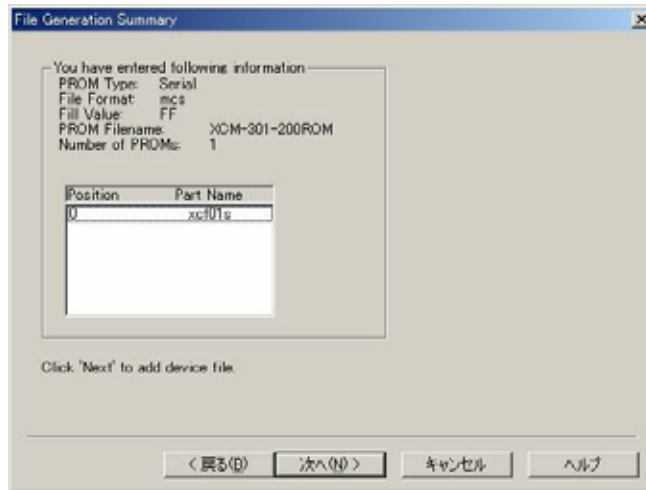 File Generation Summary
You have entered following information
PROM Type: Serial
File Format: mcs
Fill Value: FF
PROM Filename: XCM-301-200ROM
Number of PROMs: 1
Position Part Name
0 xcf01s
Click 'Next' to add device file.
< 戻る(B) 次へ(N) > キャンセル ヘルプ